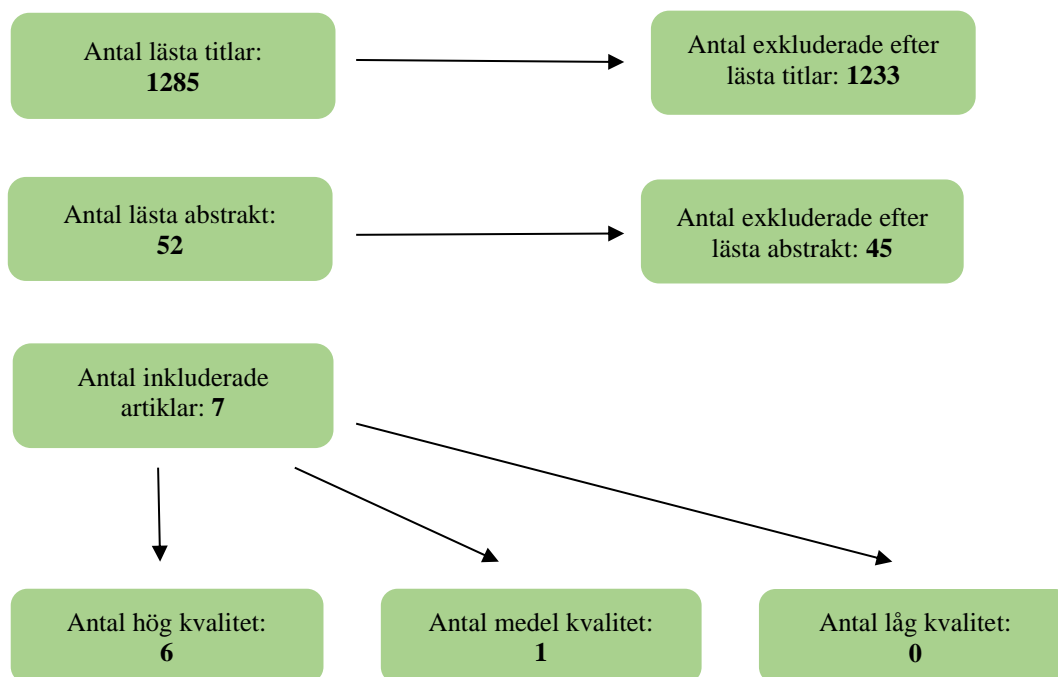 Antal lästa titlar:
1285
Antal exkluderade efter
lästa titlar: 1233
Antal lästa abstrakt:
52
Antal exkluderade efter
lästa abstrakt: 45
Antal inkluderade
artiklar: 7
Antal hög kvalitet:
6
Antal medel kvalitet:
1
Antal låg kvalitet:
0